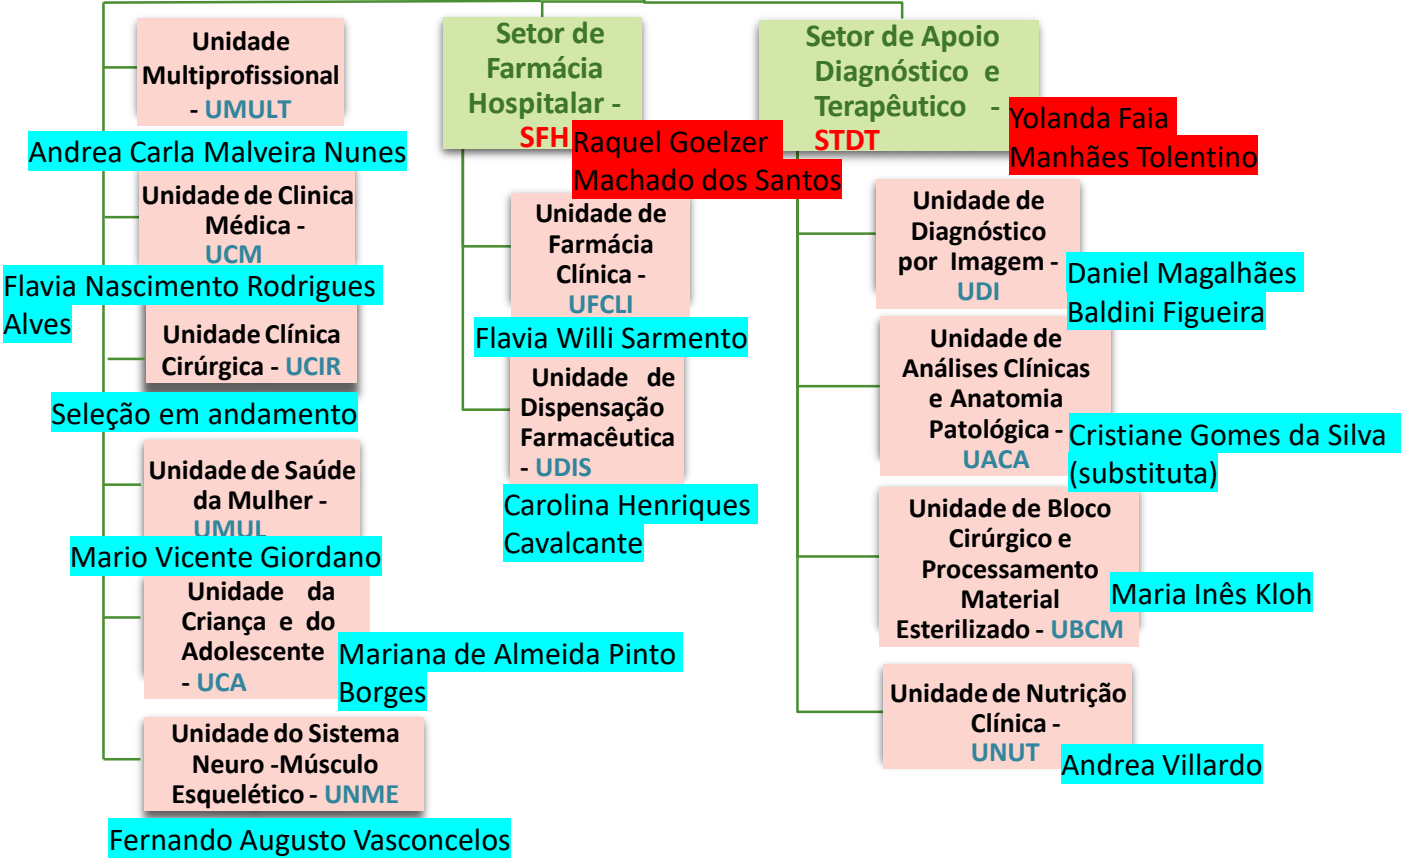 Unidade
Multiprofissional
- UMULT
Andrea Carla Malveira Nunes
Unidade de Clinica
Médica -
UCM
Flavia Nascimento Rodrigues
Alves
Unidade Clínica
Cirúrgica - UCIR
Seleção em andamento
Unidade de Saúde
da Mulher -
UMUL
Mario Vicente Giordano
Unidade da
Criança e do
Adolescente
- UCA
Mariana de Almeida Pinto
Borges
Unidade do Sistema
Neuro -Músculo
Esquelético - UNME
Fernando Augusto Vasconcelos
Setor de
Farmácia
Hospitalar -
SFH
Raquel Goelzer
Machado dos Santos
Unidade de
Farmácia
Clínica -
UFCLI
Flavia Willi Sarmento
Unidade de
Dispensação
Farmacêutica
- UDIS
Carolina Henriques
Cavalcante
Setor de Apoio
Diagnóstico e
Terapêutico -
STDT
Yolanda Faia
Manhães Tolentino
Unidade de
Diagnóstico
por Imagem -
UDI
Daniel Magalhães
Baldini Figueira
Unidade de
Análises Clínicas
e Anatomia
Patológica -
UACA
Cristiane Gomes da Silva
(substituta)
Unidade de Bloco
Cirúrgico e
Processamento
Material
Esterilizado - UBCM
Maria Inês Kloh
Unidade de Nutrição
Clínica -
UNUT
Andrea Villardo